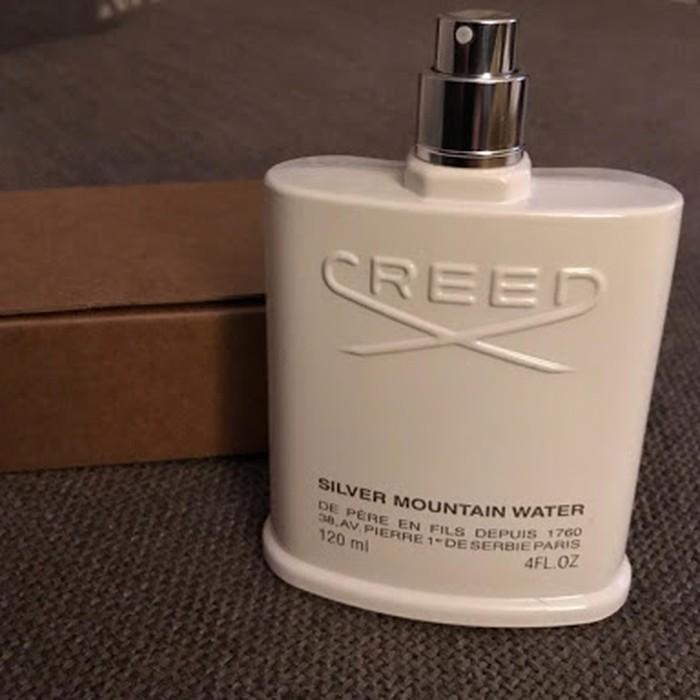 CREED
SILVER MOUNTAIN WATER
DE PÈRE EN FILS DEPUIS 1760
38, AV. PIERRE 1ER DE SERBIE PARIS
120 ml
4FL.OZ